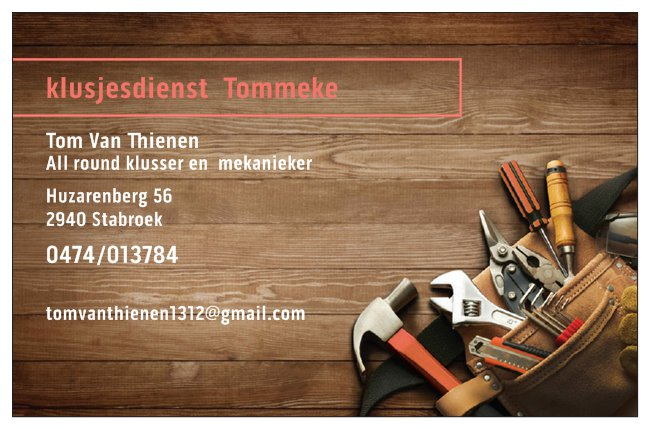 klusjesdienst Tommeke
Tom Van Thienen
All round klusser en mekanieker
Huzarenberg 56
2940 Stabroek
0474/013784
tomvanthienen1312@gmail.com